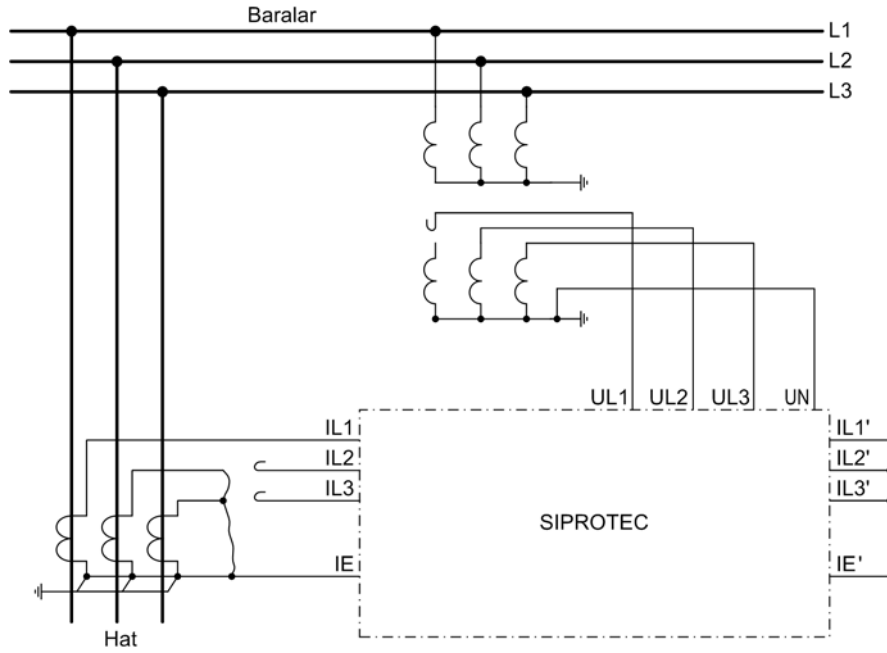 Baralar
L1
L2
L3
UL1 UL2 UL3 UN
IL1 IL1'
IL2 IL2'
IL3 IL3'
SIPROTEC
IE IE'
Hat